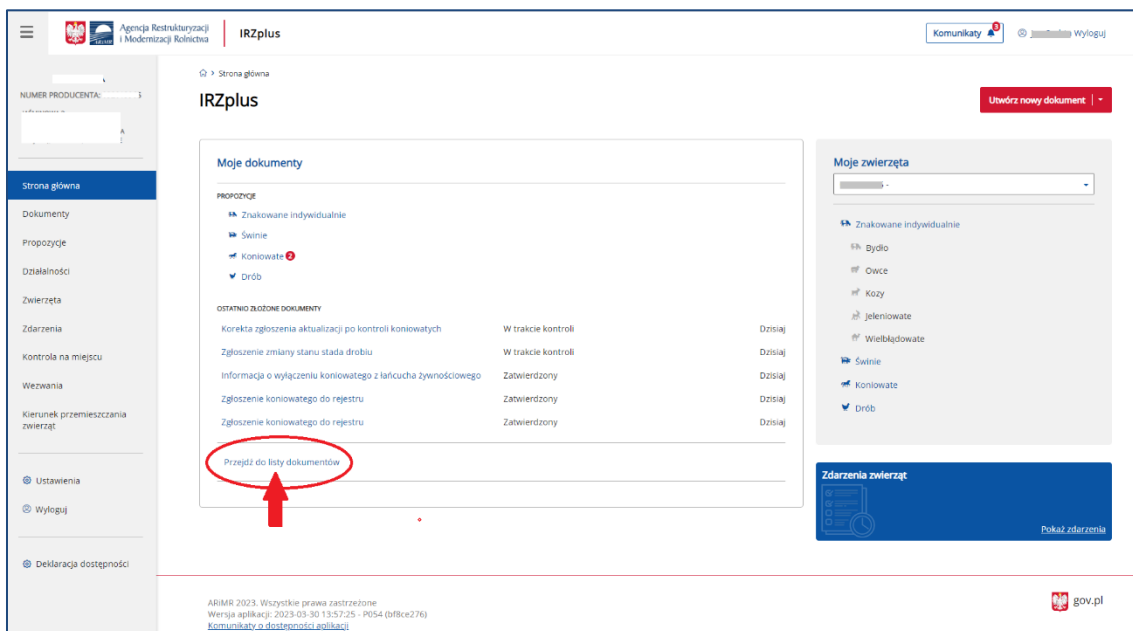 Agencja Restrukturyzacji
i Modernizacji Rolnictwa
IRZplus
Komunikaty 3
Wyloguj
NUMER PRODUCENTA:
Strona główna
Dokumenty
Propozycje
Działalności
Zwierzęta
Zdarzenia
Kontrola na miejscu
Wezwania
Kierunek przemieszczania
zwierząt
Ustawienia
Wyloguj
Deklaracja dostępności
> Strona główna
IRZplus
Utwórz nowy dokument
Moje dokumenty
PROPOZYCJE
Znakowane indywidualnie
Świnie
Koniowate 2
Drób
OSTATNIO ZŁOŻONE DOKUMENTY
Korekta zgłoszenia aktualizacji po kontroli koniowatych W trakcie kontroli Dzisiaj
Zgłoszenie zmiany stanu stada drobiu W trakcie kontroli Dzisiaj
Informacja o wyłączeniu koniowatego z łańcucha żywnościowego Zatwierdzony Dzisiaj
Zgłoszenie koniowatego do rejestru Zatwierdzony Dzisiaj
Zgłoszenie koniowatego do rejestru Zatwierdzony Dzisiaj
Przejdź do listy dokumentów
Moje zwierzęta
Znakowane indywidualnie
Bydło
Owce
Kozy
Jeleniowate
Wielbłądowate
Świnie
Koniowate
Drób
Zdarzenia zwierząt
Pokaż zdarzenia
ARiMR 2023. Wszystkie prawa zastrzeżone
Wersja aplikacji: 2023-03-30 13:57:25 - P054 (bf8ce276)
Komunikaty o dostępności aplikacji
gov.pl